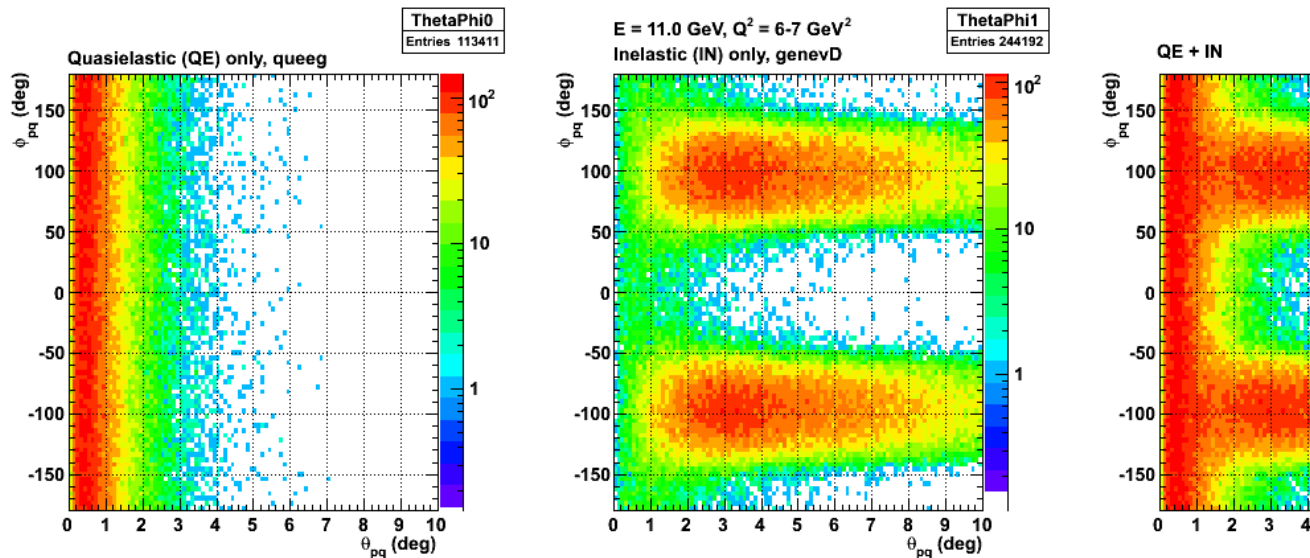 ThetaPhi0
Entries 113411
Quasielastic (QE) only, queeg
ϕpq (deg)
150
100
50
0
-50
-100
-150
0 1 2 3 4 5 6 7 8 9 10
θpq (deg)
10²
10
1
ThetaPhi1
Entries 244192
E = 11.0 GeV, Q² = 6-7 GeV²
Inelastic (IN) only, genevD
ϕpq (deg)
150
100
50
0
-50
-100
-150
0 1 2 3 4 5 6 7 8 9 10
θpq (deg)
10²
10
1
QE + IN
ϕpq (deg)
150
100
50
0
-50
-100
-150
0 1 2 3 4